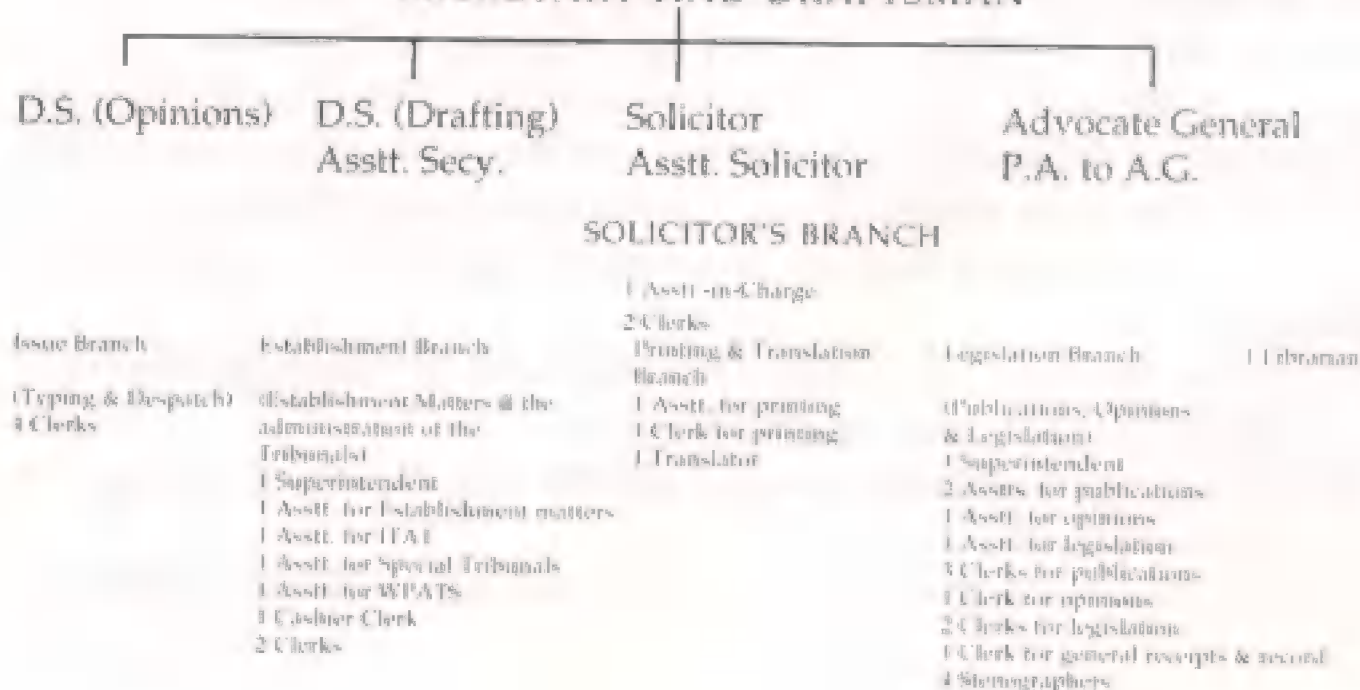 SECRETARY AND DRAFTSMAN
D.S. (Opinions)
D.S. (Drafting)
Asstt. Secy.
Solicitor
Asstt. Solicitor
Advocate General
P.A. to A.G.
SOLICITOR'S BRANCH
1 Asstt.-in-Charge
2 Clerks
Issue Branch
(Typing & Despatch)
4 Clerks
Establishment Branch
(Establishment Matters & the
administration of the
Tribunals)
1 Superintendent
1 Asstt. for Establishment matters
1 Asstt. for ITAT
1 Asstt. for Special Tribunals
1 Asstt. for WPATS
1 Cashier Clerk
2 Clerks
Printing & Translation
Branch
1 Asstt. for printing
1 Clerk for printing
1 Translator
Legislation Branch
(Publications, Opinions
& Legislation)
1 Superintendent
2 Assts. for publications
1 Asstt. for opinions
1 Asstt. for legislation
3 Clerks for publications
1 Clerk for opinions
2 Clerks for legislation
1 Clerk for general receipts & record
4 Stenographers
1 Librarian